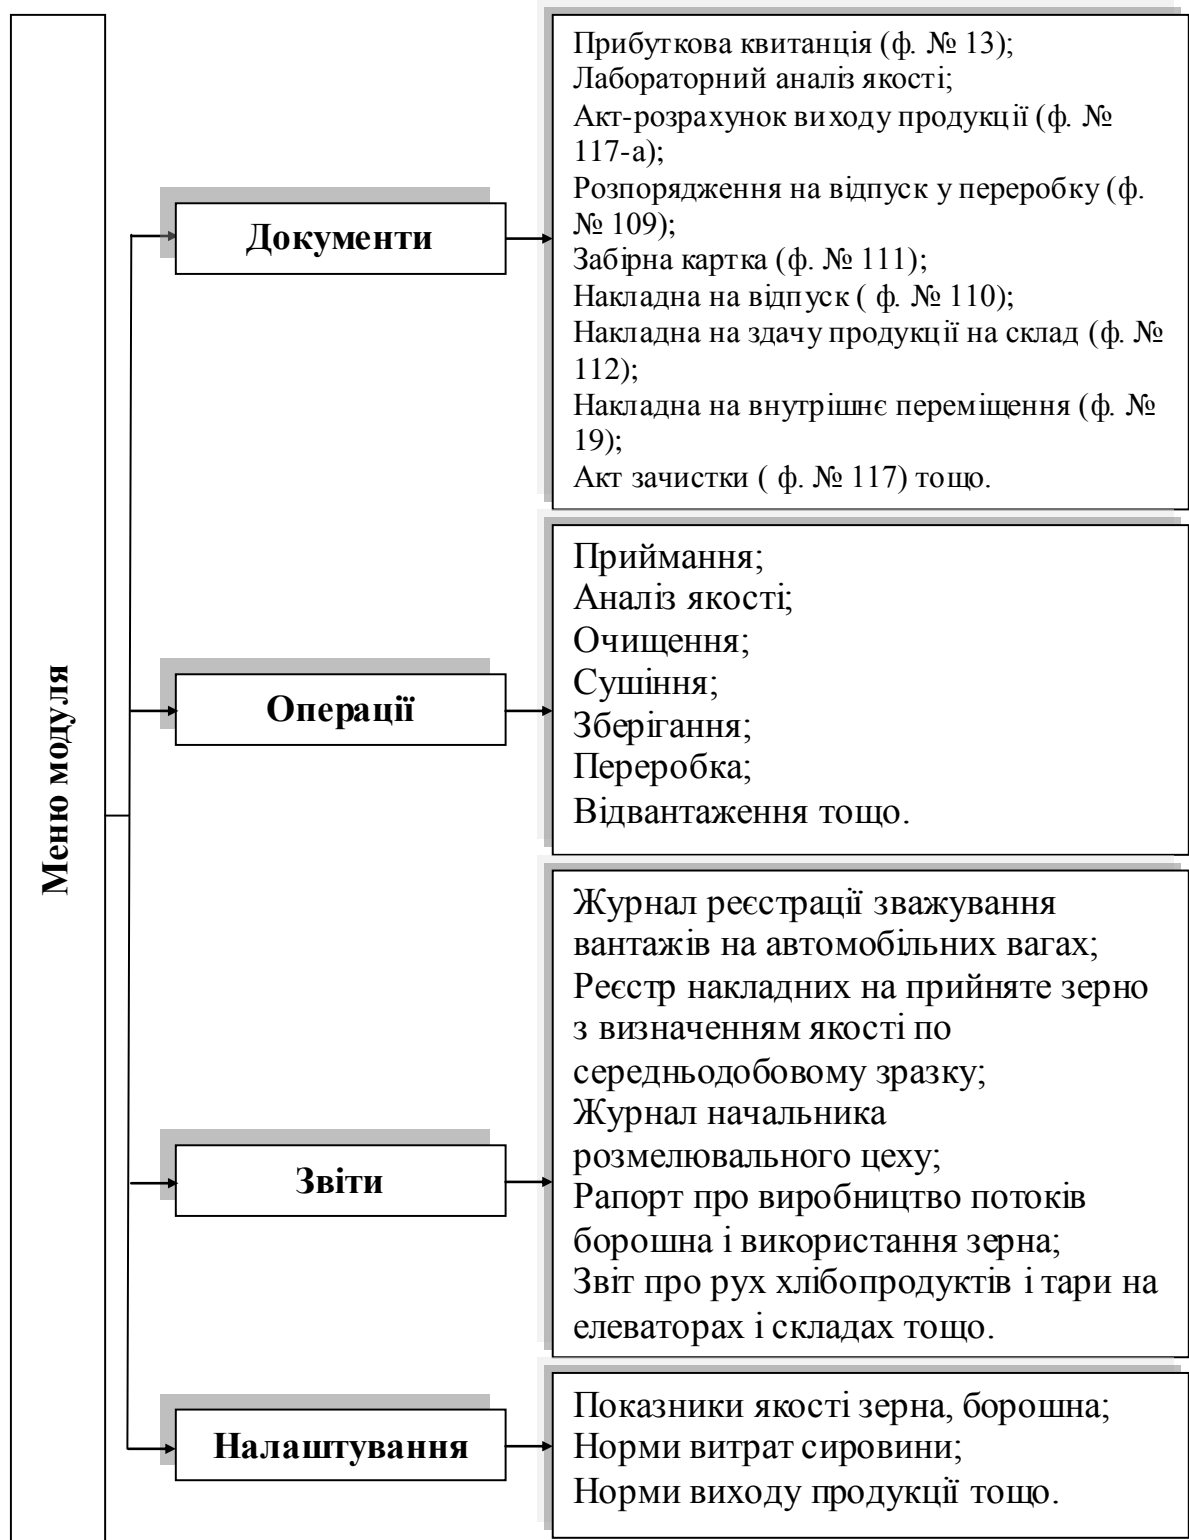 Меню модуля
Документи
Прибуткова квитанція (ф. № 13);
Лабораторний аналіз якості;
Акт-розрахунок виходу продукції (ф. №
117-а);
Розпорядження на відпуск у переробку (ф.
№ 109);
Забірна картка (ф. № 111);
Накладна на відпуск ( ф. № 110);
Накладна на здачу продукції на склад (ф. №
112);
Накладна на внутрішнє переміщення (ф. №
19);
Акт зачистки ( ф. № 117) тощо.
Операції
Приймання;
Аналіз якості;
Очищення;
Сушіння;
Зберігання;
Переробка;
Відвантаження тощо.
Звіти
Журнал реєстрації зважування
вантажів на автомобільних вагах;
Реєстр накладних на прийняте зерно
з визначенням якості по
середньодобовому зразку;
Журнал начальника
розмелювального цеху;
Рапорт про виробництво потоків
борошна і використання зерна;
Звіт про рух хлібопродуктів і тари на
елеваторах і складах тощо.
Налаштування
Показники якості зерна, борошна;
Норми витрат сировини;
Норми виходу продукції тощо.